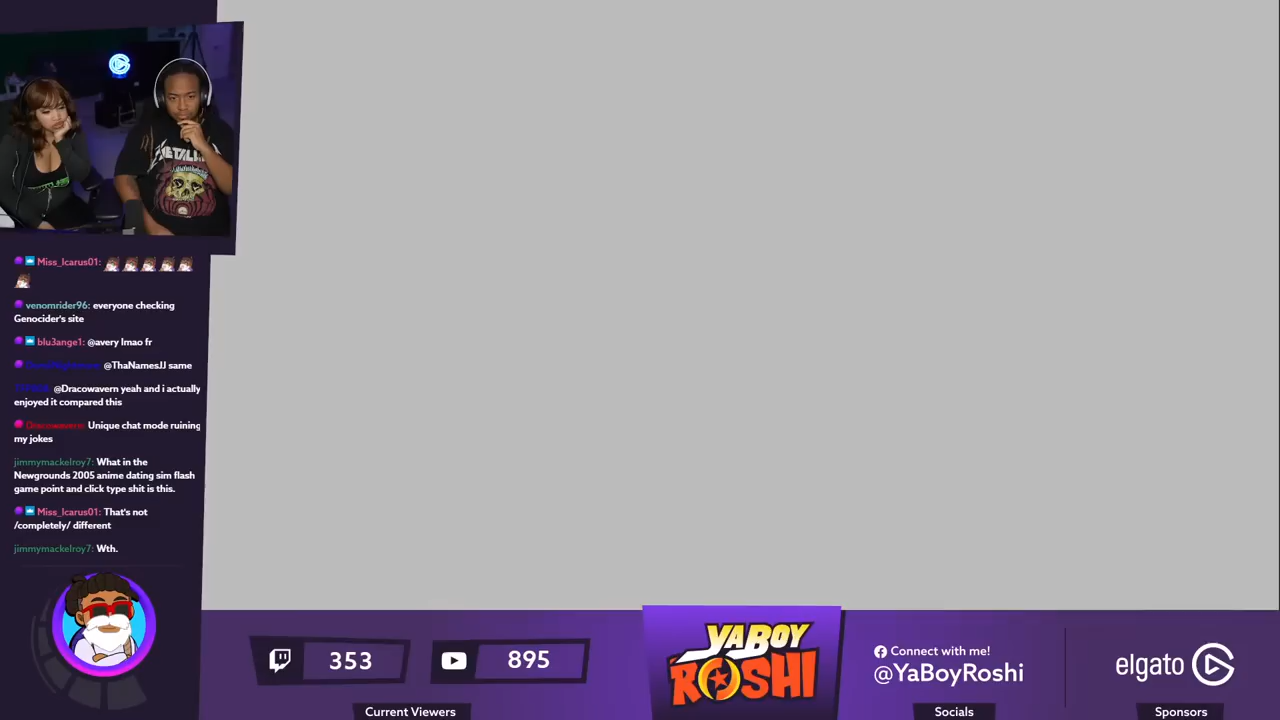 METALLICA
Miss_Icarus01:
venomrider96: everyone checking
Genocider's site
blu3ange1: @avery lmao fr
@ThaNamesJJ same
@Dracowavern yeah and i actually
enjoyed it compared this
Dracowavern: Unique chat mode ruining
my jokes
jimmymackelroy7: What in the
Newgrounds 2005 anime dating sim flash
game point and click type shit is this.
Miss_Icarus01: That's not
/completely/ different
jimmymackelroy7: Wth.
353
895
Current Viewers
YABOY
ROSHI
Connect with me!
@YaBoyRoshi
Socials
elgato
Sponsors